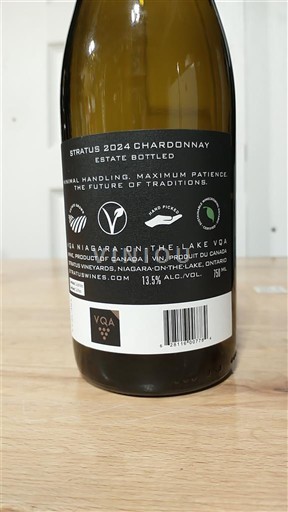 STRATUS 2024 CHARDONNAY
ESTATE BOTTLED
MINIMAL HANDLING. MAXIMUM PATIENCE.
THE FUTURE OF TRADITIONS.
V
HAND PICKED
VQA NIAGARA-ON-THE-LAKE VQA
WINE, PRODUCT OF CANADA | VIN, PRODUIT DU CANADA
STRATUS VINEYARDS, NIAGARA-ON-THE-LAKE, ONTARIO
STRATUSWINES.COM 13.5% ALC./VOL. 750 ML
VQA